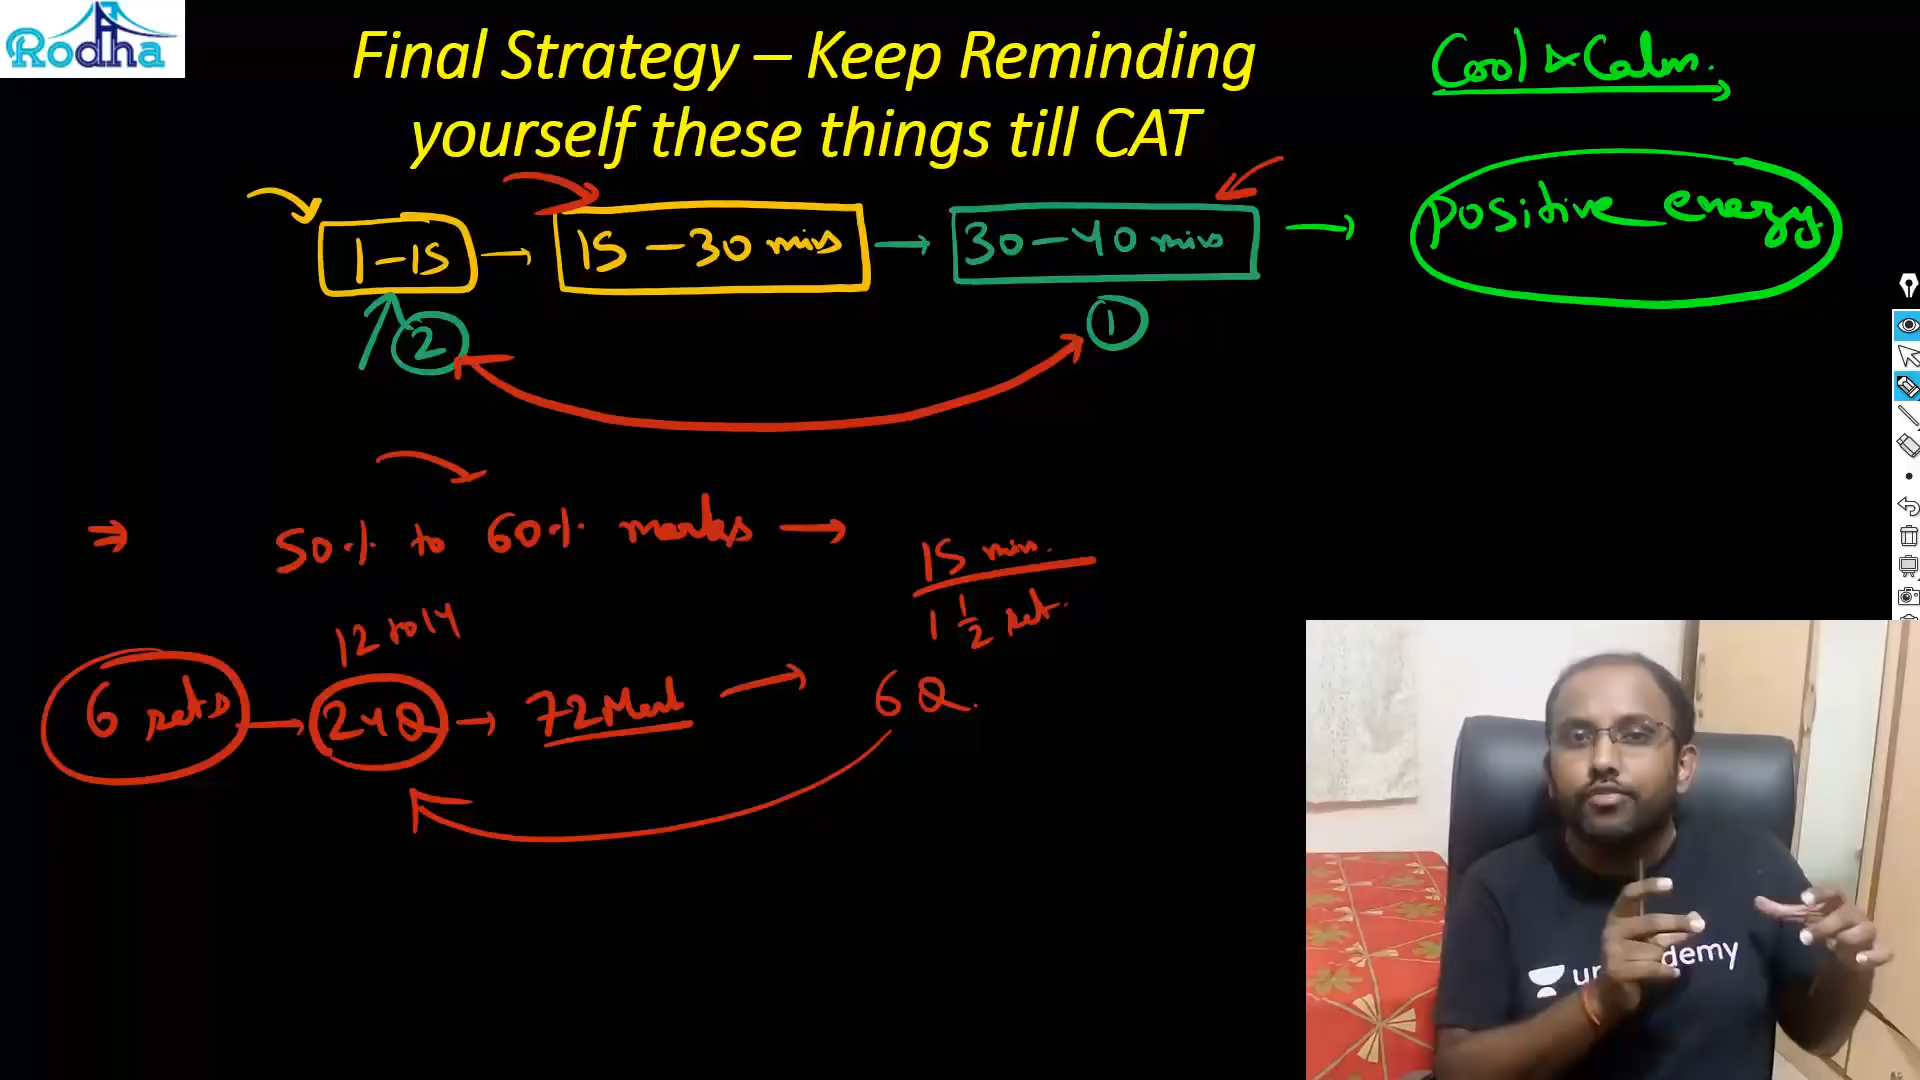 Rodha
Final Strategy – Keep Reminding
yourself these things till CAT
Cool & Calm.
positive energy
1-15
15-30 mins
30-40 mins
2
1
50% to 60% marks
15 min.
1 1/2 set.
12 to 14
6 sets
24Q
72 Mark
6 Q.
demy